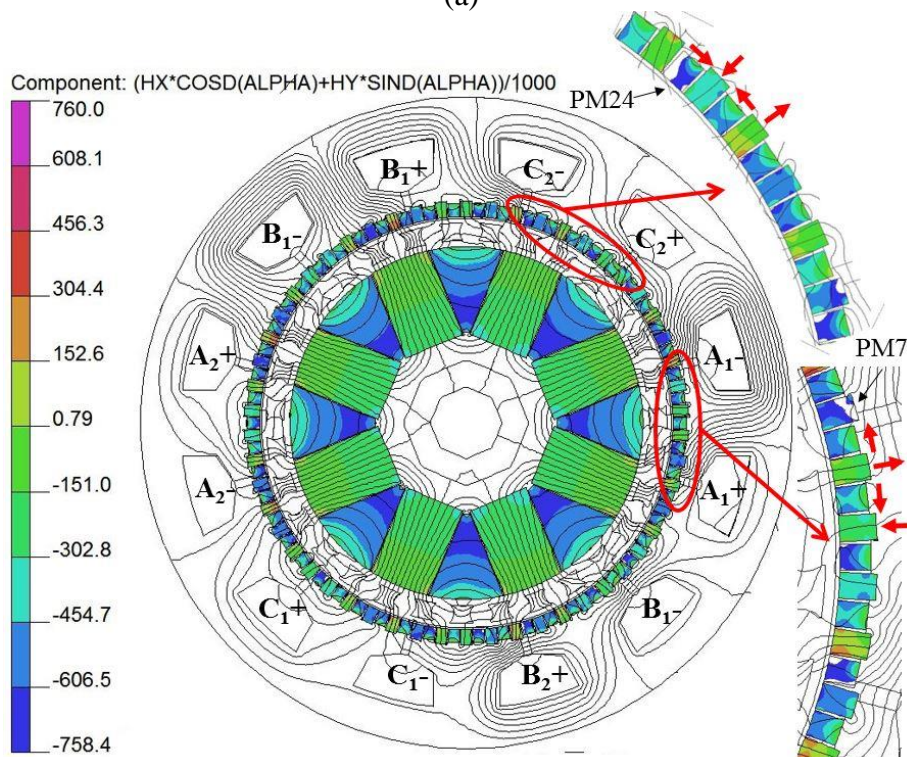 (a)
Component: (HX*COSD(ALPHA)+HY*SIND(ALPHA))/1000
760.0
608.1
456.3
304.4
152.6
0.79
-151.0
-302.8
-454.7
-606.5
-758.4
PM24
PM7
B₁+
C₂-
B₁-
C₂+
A₂+
A₁-
A₂-
A₁+
C₁+
B₁-
C₁-
B₂+